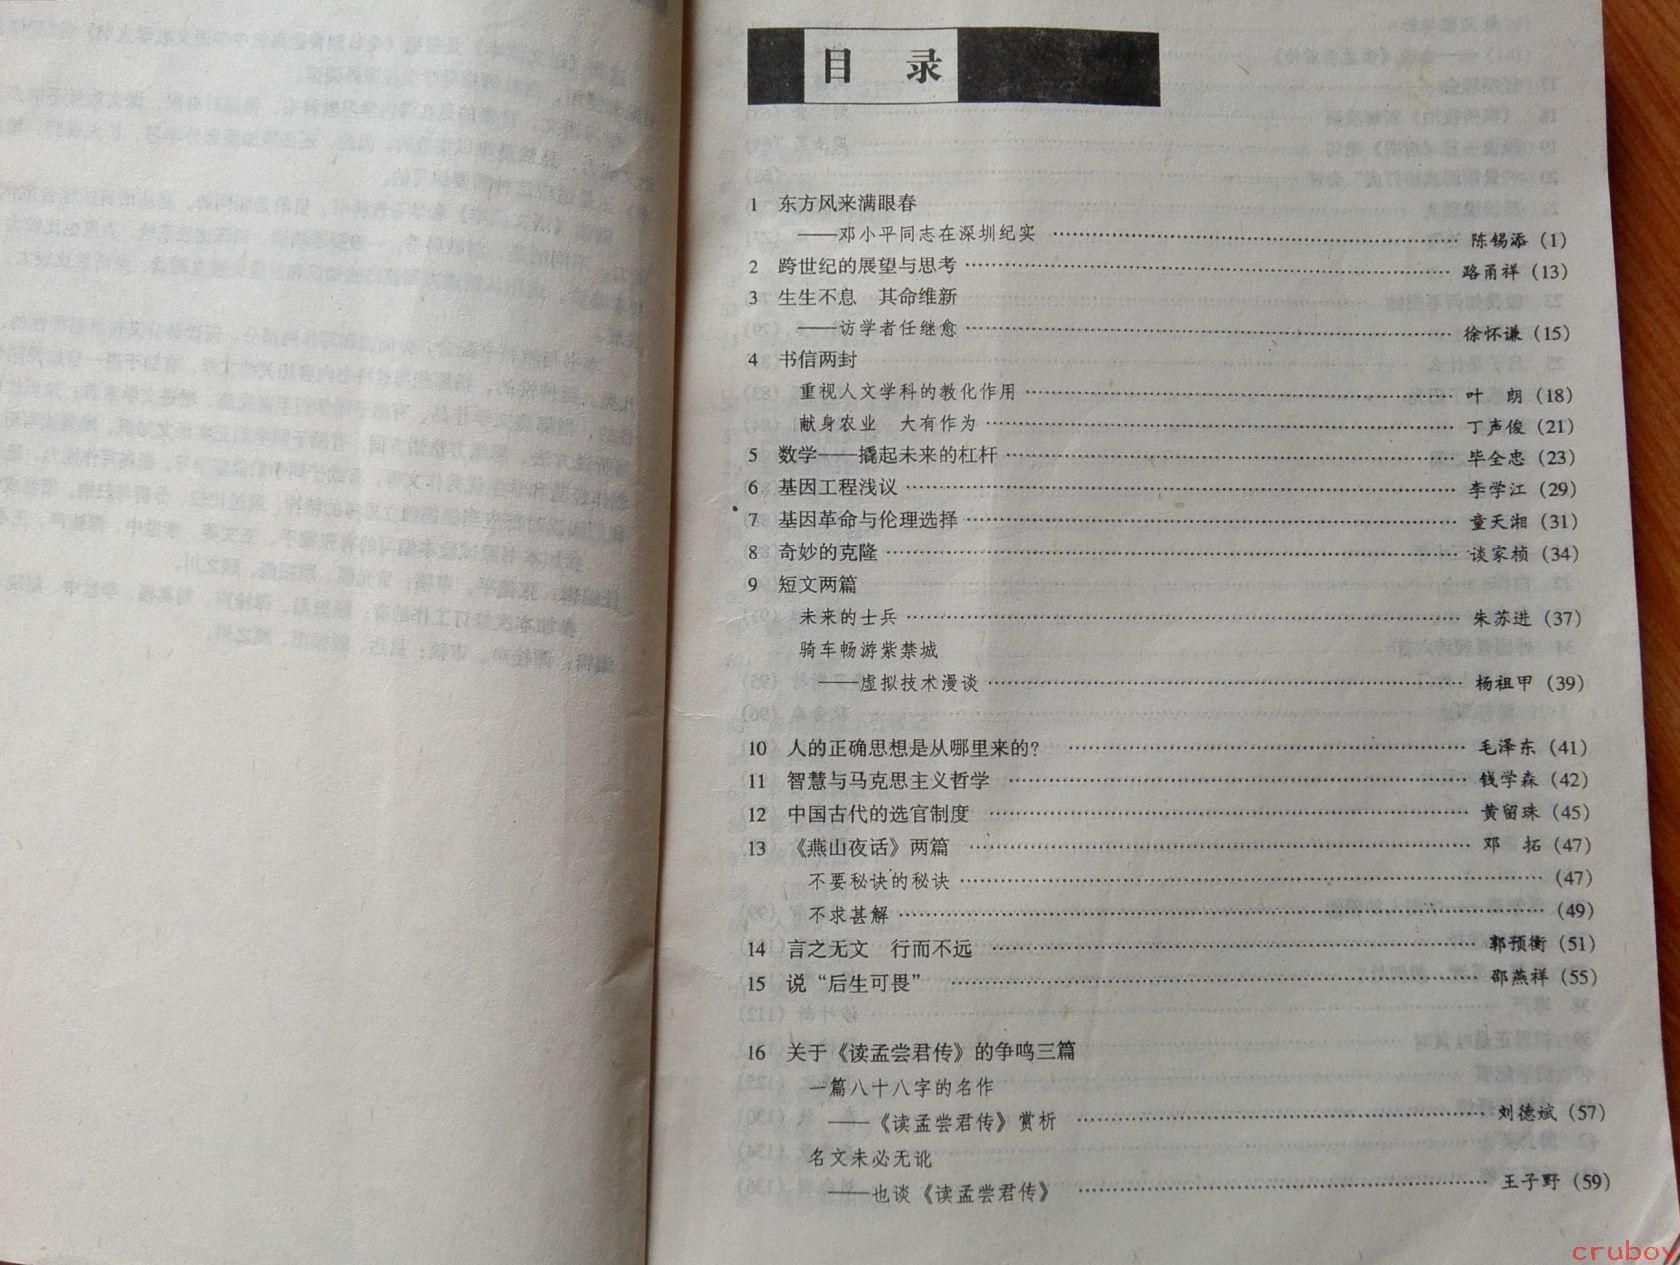 目 录
1 东方风来满眼春
——邓小平同志在深圳纪实 …… 陈锡添 (1)
2 跨世纪的展望与思考 …… 路甬祥 (13)
3 生生不息 其命维新
——访学者任继愈 …… 徐怀谦 (15)
4 书信两封
重视人文学科的教化作用 …… 叶 朗 (18)
献身农业 大有作为 …… 丁声俊 (21)
5 数学——撬起未来的杠杆 …… 毕全忠 (23)
6 基因工程浅议 …… 李学江 (29)
7 基因革命与伦理选择 …… 童天湘 (31)
8 奇妙的克隆 …… 谈家桢 (34)
9 短文两篇
未来的士兵 …… 朱苏进 (37)
骑车畅游紫禁城
——虚拟技术漫谈 …… 杨祖甲 (39)
10 人的正确思想是从哪里来的? …… 毛泽东 (41)
11 智慧与马克思主义哲学 …… 钱学森 (42)
12 中国古代的选官制度 …… 黄留珠 (45)
13 《燕山夜话》两篇 …… 邓 拓 (47)
不要秘诀的秘诀 …… (47)
不求甚解 …… (49)
14 言之无文 行而不远 …… 郭预衡 (51)
15 说“后生可畏” …… 邵燕祥 (55)
16 关于《读孟尝君传》的争鸣三篇
一篇八十八字的名作
——《读孟尝君传》赏析 …… 刘德斌 (57)
名文未必无讹
——也谈《读孟尝君传》 …… 王子野 (59)
cruboy